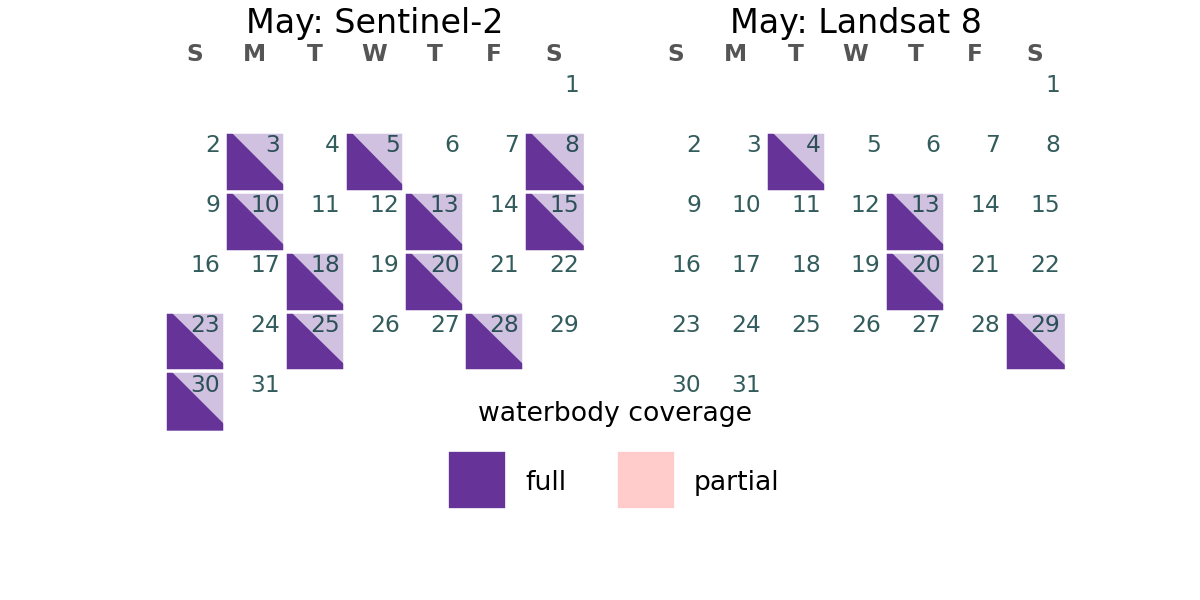 May: Sentinel-2
S M T W T F S
1
2 3 4 5 6 7 8
9 10 11 12 13 14 15
16 17 18 19 20 21 22
23 24 25 26 27 28 29
30 31
May: Landsat 8
S M T W T F S
1
2 3 4 5 6 7 8
9 10 11 12 13 14 15
16 17 18 19 20 21 22
23 24 25 26 27 28 29
30 31
waterbody coverage
full partial